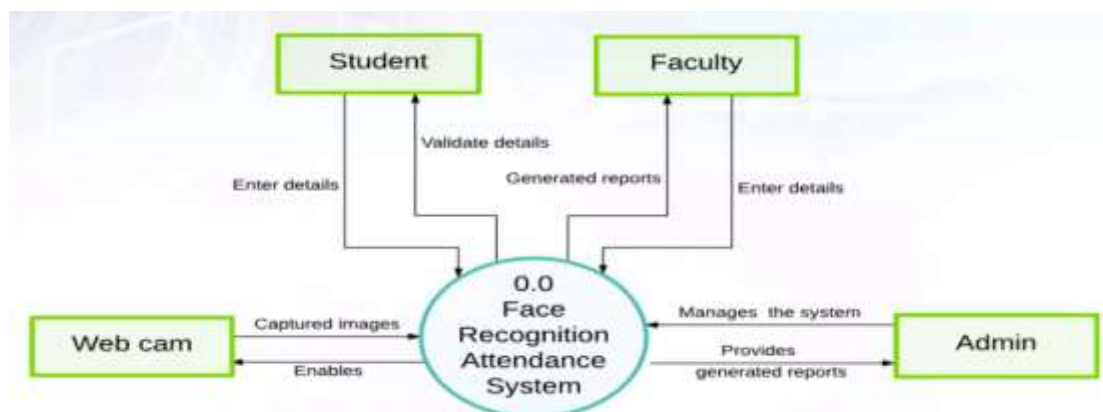 Student
Faculty
Validate details
Generated reports
Enter details
Enter details
0.0
Face
Recognition
Attendance
System
Web cam
Captured images
Enables
Manages the system
Provides
generated reports
Admin